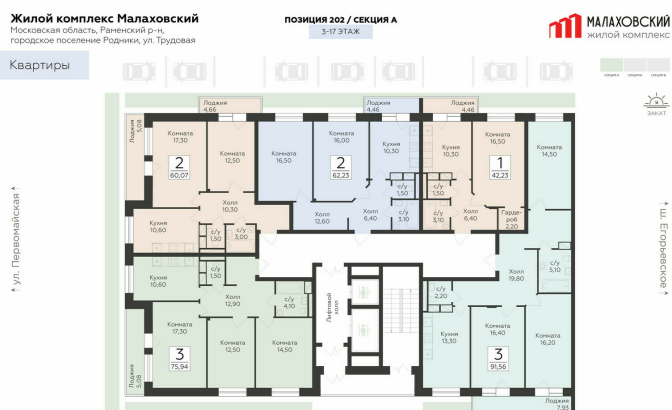 Жилой комплекс Малаховский
Московская область, Раменский р-н,
городское поселение Родники, ул. Трудовая
ПОЗИЦИЯ 202 / СЕКЦИЯ А
3-17 ЭТАЖ
МАЛАХОВСКИЙ
жилой комплекс
Квартиры
ЗАКАТ
ул. Первомайская
ш. Егорьевское
Лоджия
4.66
Лоджия
4.46
Лоджия
4.46
Лоджия
5.08
Комната
17,30
Комната
12,50
2
60,07
Холл
10,30
Кухня
10,60
с/у
1,50
с/у
3,00
Комната
16,50
Комната
16,00
Кухня
10,30
2
62,23
Холл
12,60
Холл
6,40
с/у
1,50
с/у
3,10
Кухня
10,30
Комната
16,50
1
42,23
с/у
1,50
с/у
3,10
Холл
6,40
Гарде-
роб
2,20
Комната
14,50
Кухня
10,60
с/у
1,50
Холл
12,90
с/у
4,10
Комната
17,30
3
75,94
Комната
12,50
Комната
14,50
Лоджия
5.08
Лифтовой
холл
Холл
19,80
с/у
5,10
с/у
2,20
Кухня
13,30
Комната
16,40
3
91,56
Комната
16,20
Лоджия
7,93